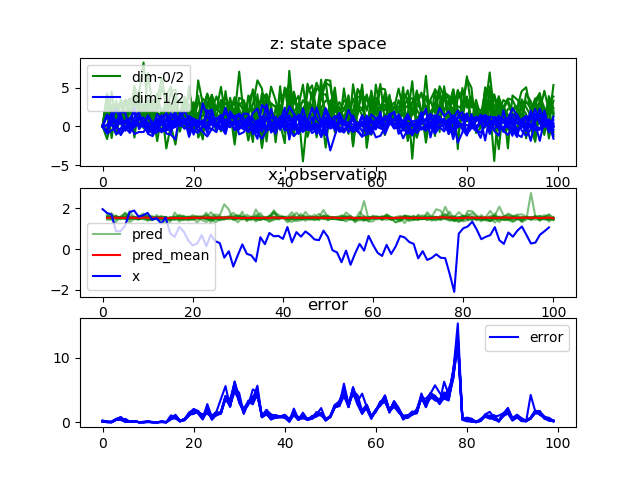 z: state space
5
0
−5
dim-0/2
dim-1/2
0 20 40 60 80 100
x: observation
2
0
−2
pred
pred_mean
x
0 20 40 60 80 100
error
10
0
error
0 20 40 60 80 100